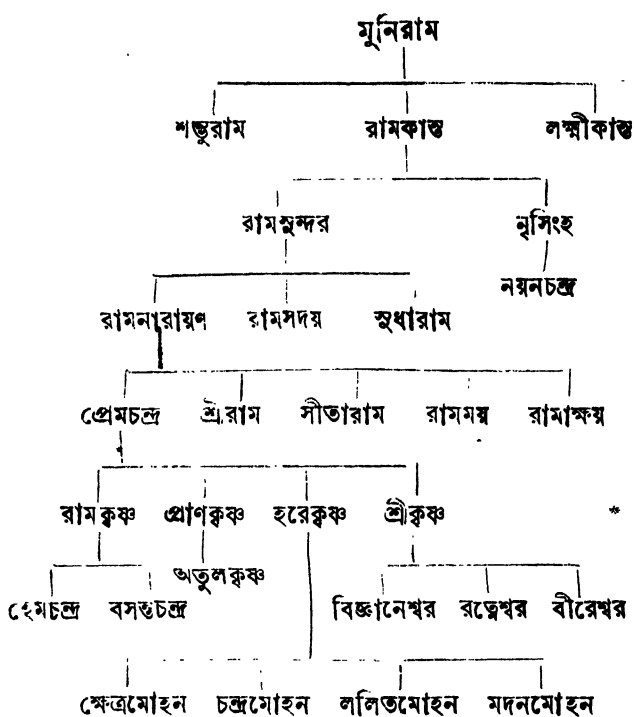 মুনিরাম
শম্ভুরাম রামকান্ত লক্ষ্মীকান্ত
রামসুন্দর নৃসিংহ
নয়নচন্দ্র
রামনারায়ণ রামসদয় সুধারাম
প্রেমচন্দ্র শ্রীরাম সীতারাম রামময় রামাক্ষয়
রামকৃষ্ণ প্রাণকৃষ্ণ হরেকৃষ্ণ শ্রীকৃষ্ণ *
অতুলকৃষ্ণ
হেমচন্দ্র বসন্তচন্দ্র বিজ্ঞানেশ্বর রত্নেশ্বর বীরেশ্বর
ক্ষেত্রমোহন চন্দ্রমোহন ললিতমোহন মদনমোহন